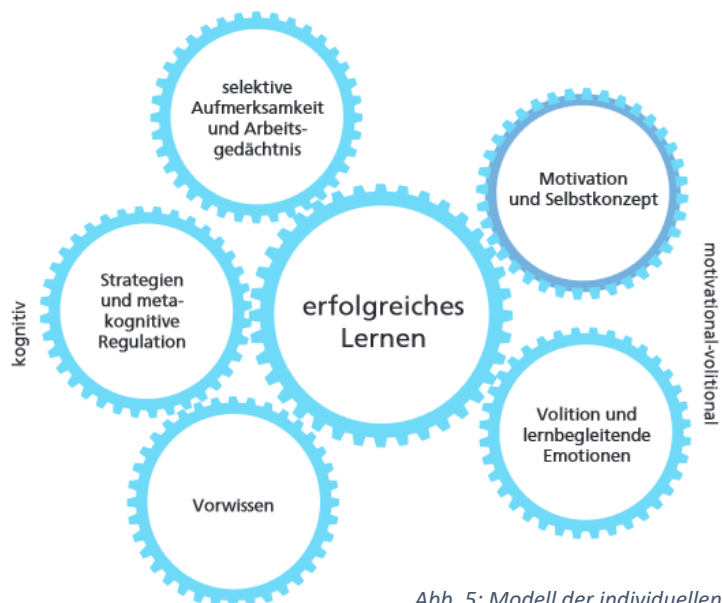 selektive
Aufmerksamkeit
und Arbeits-
gedächtnis
Motivation
und Selbstkonzept
Strategien
und meta-
kognitive
Regulation
erfolgreiches
Lernen
kognitiv
motivational-volitional
Volition und
lernbegleitende
Emotionen
Vorwissen
Abb. 5: Modell der individuellen